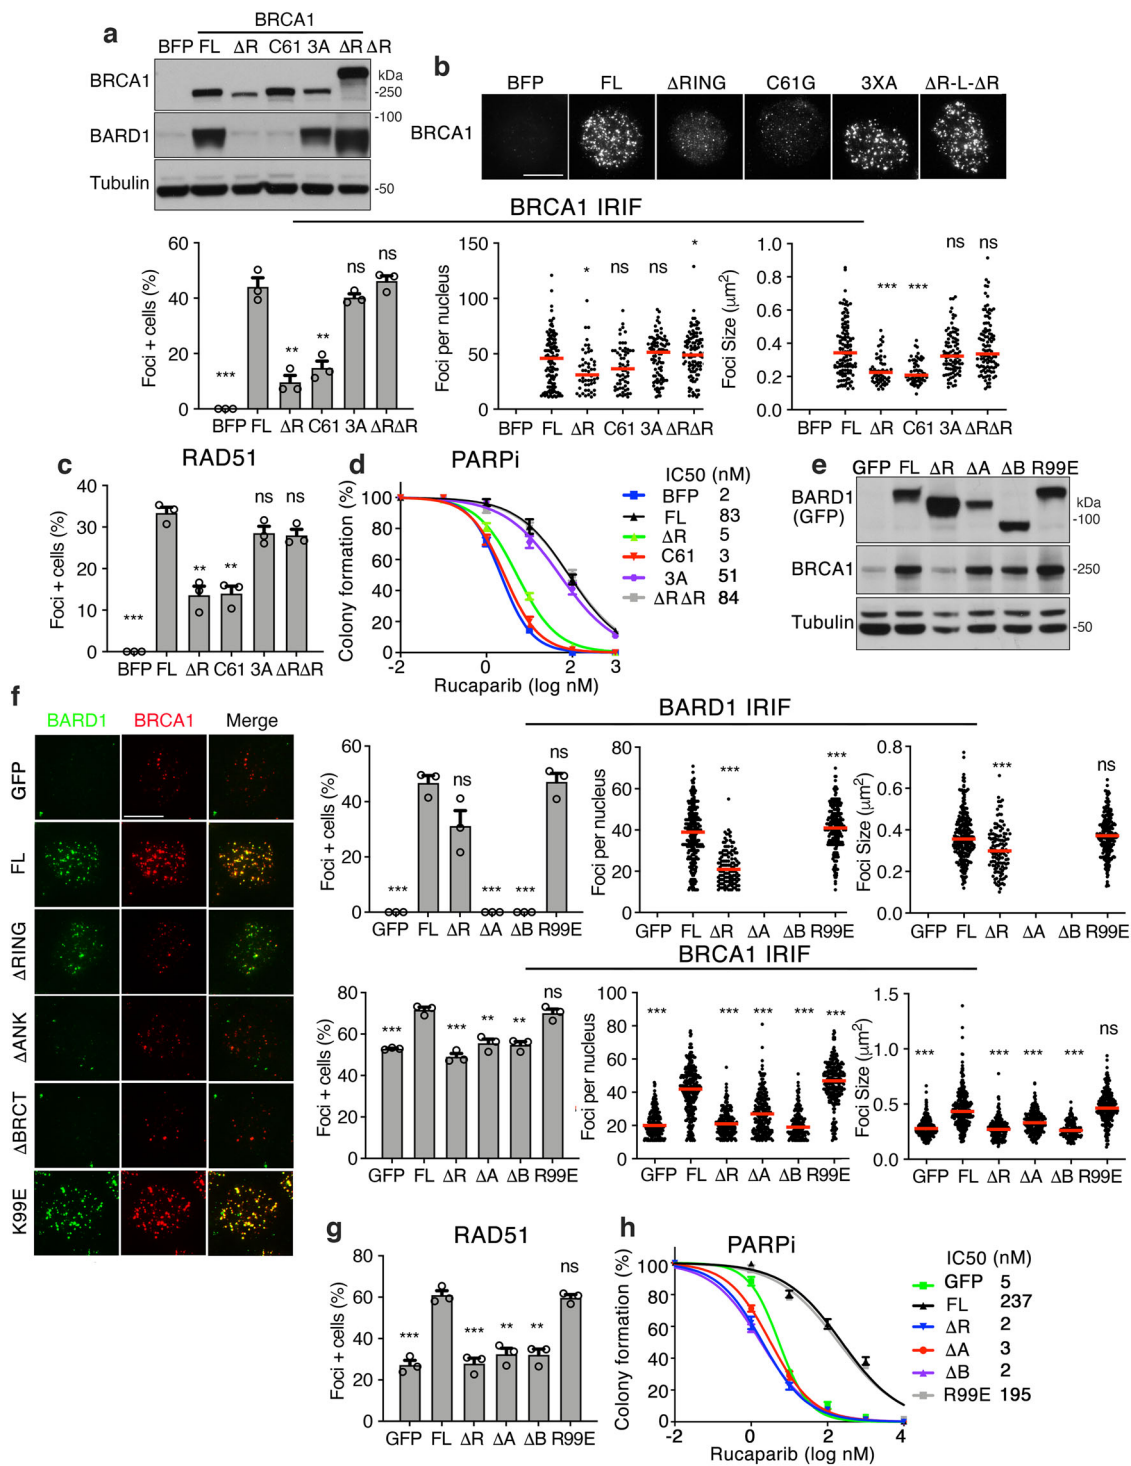 a
BRCA1
BFP FL ΔR C61 3A ΔR ΔR
BRCA1
kDa
-250
-100
BARD1
Tubulin
-50
b
BFP FL ΔRING C61G 3XA ΔR-L-ΔR
BRCA1
BRCA1 IRIF
Foci + cells (%)
60
40
20
0
*** ** ** ns ns
BFP FL ΔR C61 3A ΔRΔR
Foci per nucleus
150
100
50
0
* ns ns *
BFP FL ΔR C61 3A ΔRΔR
Foci Size (μm²)
1.0
0.8
0.6
0.4
0.2
0.0
*** *** ns ns
BFP FL ΔR C61 3A ΔRΔR
c
RAD51
Foci + cells (%)
40
30
20
10
0
*** ** ** ns ns
BFP FL ΔR C61 3A ΔRΔR
d
PARPi
Colony formation (%)
100
80
60
40
20
0
-2 0 2 3
Rucaparib (log nM)
IC50 (nM)
BFP 2
FL 83
ΔR 5
C61 3
3A 51
ΔRΔR 84
e
GFP FL ΔR ΔA ΔB R99E
BARD1
(GFP)
kDa
-100
BRCA1
-250
Tubulin
-50
f
BARD1 BRCA1 Merge
GFP
FL
ΔRING
ΔANK
ΔBRCT
K99E
BARD1 IRIF
Foci + cells (%)
60
40
20
0
*** ns *** *** ns
GFP FL ΔR ΔA ΔB R99E
Foci per nucleus
80
60
40
20
0
*** ***
GFP FL ΔR ΔA ΔB R99E
Foci Size (μm²)
0.8
0.6
0.4
0.2
0.0
*** ns
GFP FL ΔR ΔA ΔB R99E
BRCA1 IRIF
Foci + cells (%)
80
60
40
20
0
*** *** ** ** ns
GFP FL ΔR ΔA ΔB R99E
Foci per nucleus
100
80
60
40
20
0
*** *** *** *** ***
GFP FL ΔR ΔA ΔB R99E
Foci Size (μm²)
1.5
1.0
0.5
0.0
*** *** *** *** ns
GFP FL ΔR ΔA ΔB R99E
g
RAD51
Foci + cells (%)
80
60
40
20
0
*** *** ** ** ns
GFP FL ΔR ΔA ΔB R99E
h
PARPi
Colony formation (%)
100
80
60
40
20
0
-2 0 2 4
Rucaparib (log nM)
IC50 (nM)
GFP 5
FL 237
ΔR 2
ΔA 3
ΔB 2
R99E 195